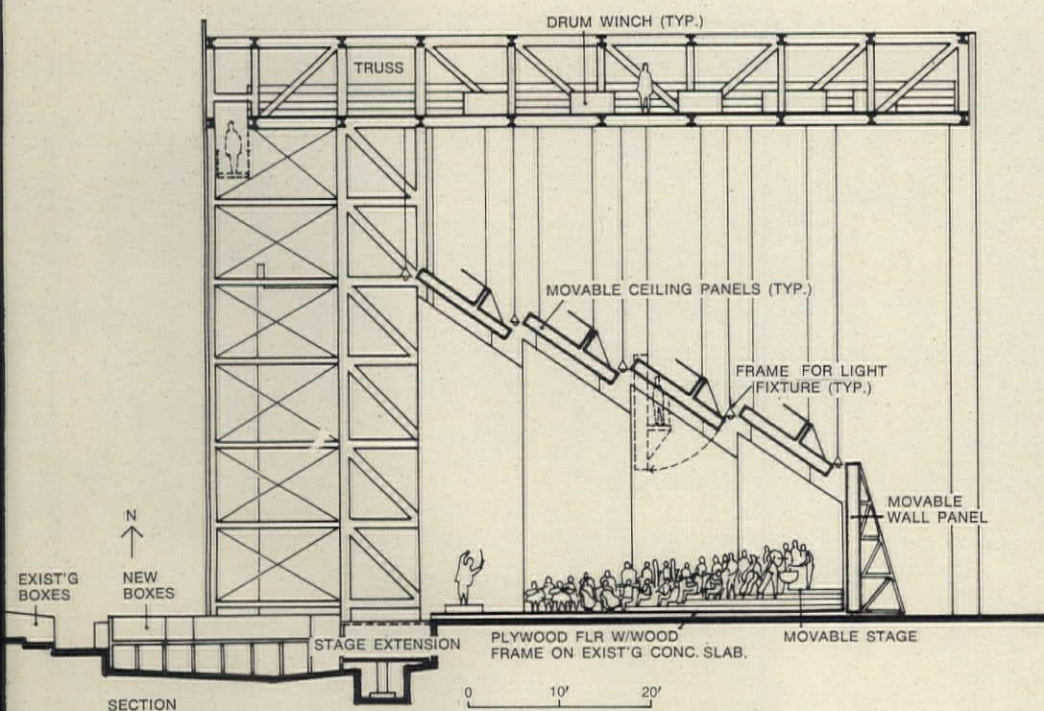 DRUM WINCH (TYP.)
TRUSS
MOVABLE CEILING PANELS (TYP.)
FRAME FOR LIGHT
FIXTURE (TYP.)
MOVABLE
WALL PANEL
N
EXIST'G
BOXES
NEW
BOXES
STAGE EXTENSION
PLYWOOD FLR W/WOOD
FRAME ON EXIST'G CONC. SLAB.
MOVABLE STAGE
SECTION
0 10' 20'